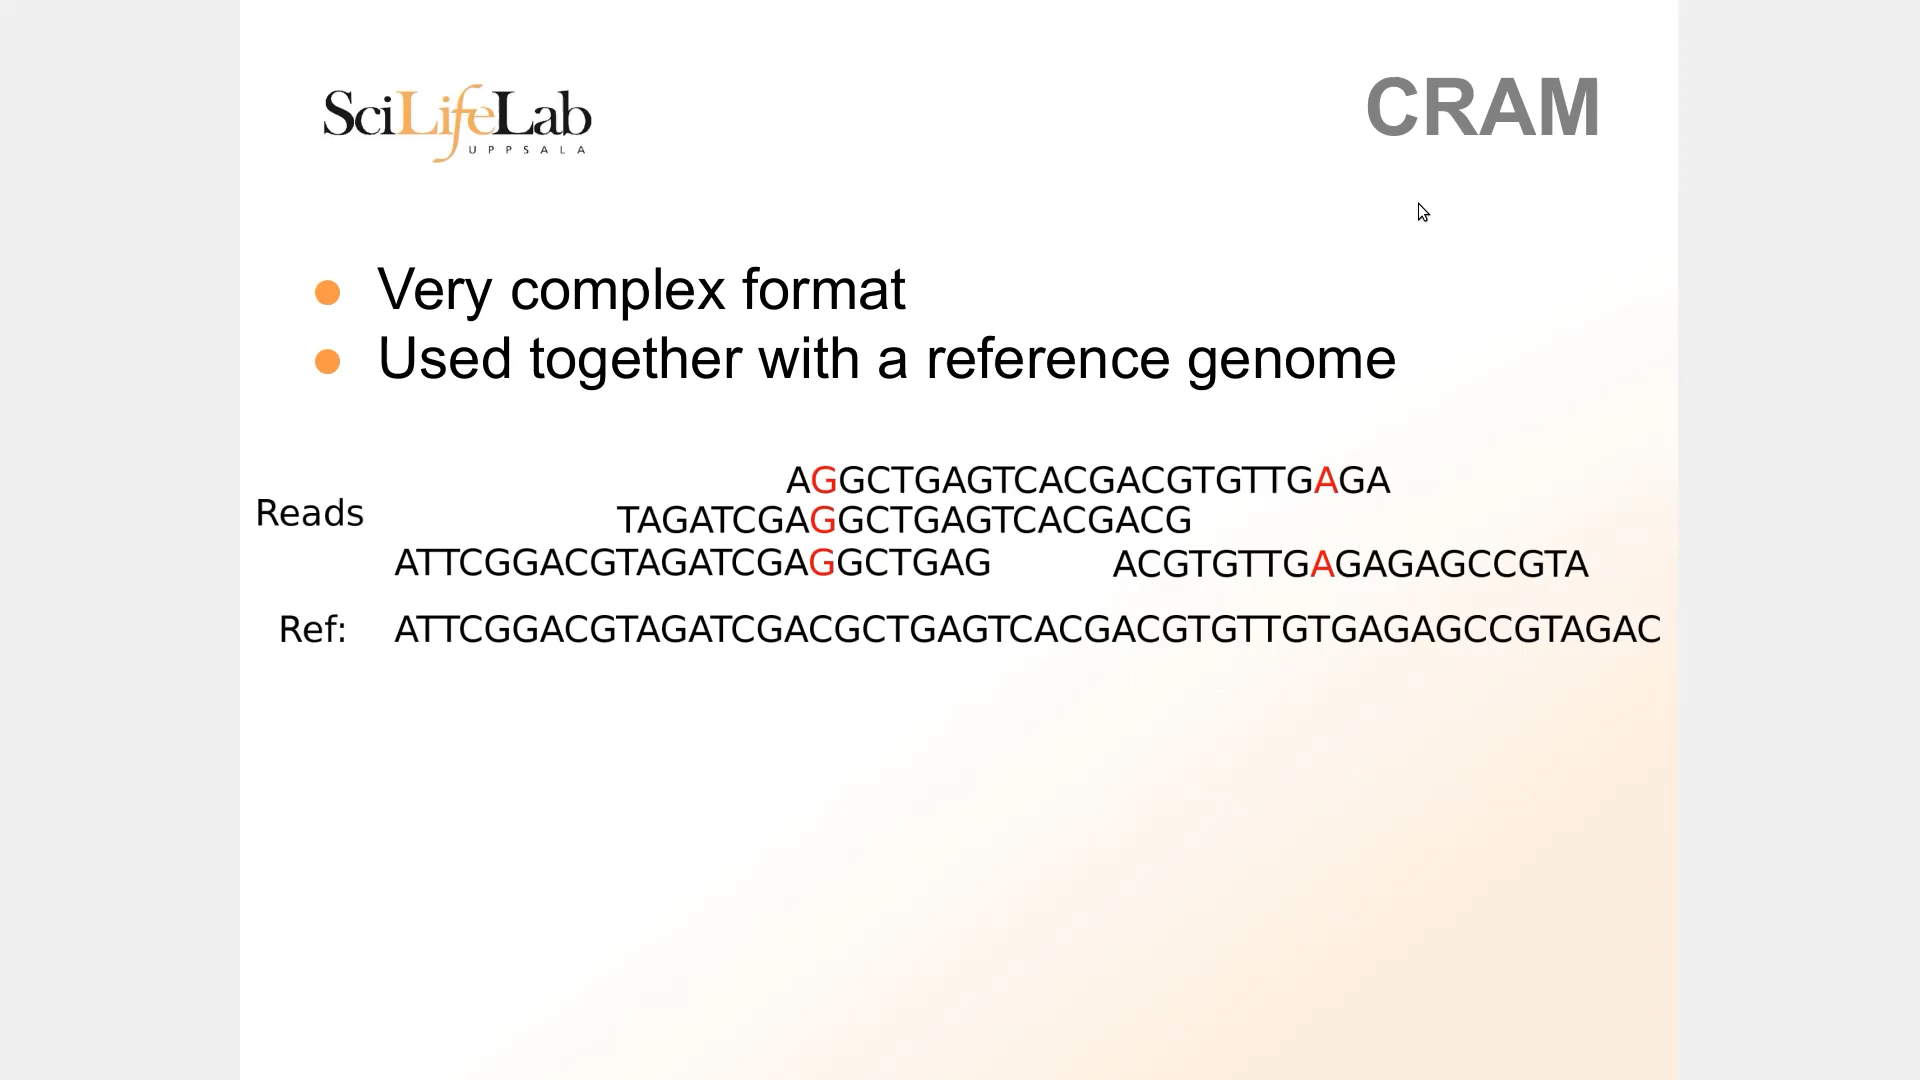 SciLifeLab
UPPSALA
CRAM
Very complex format
Used together with a reference genome
AGGCTGAGTCACGACGTGTTGAGA
Reads
TAGATCGAGGCTGAGTCACGACG
ATTCGGACGTAGATCGAGGCTGAG ACGTGTTGAGAGAGCCGTA
Ref: ATTCGGACGTAGATCGACGCTGAGTCACGACGTGTTGTGAGAGCCGTAGAC